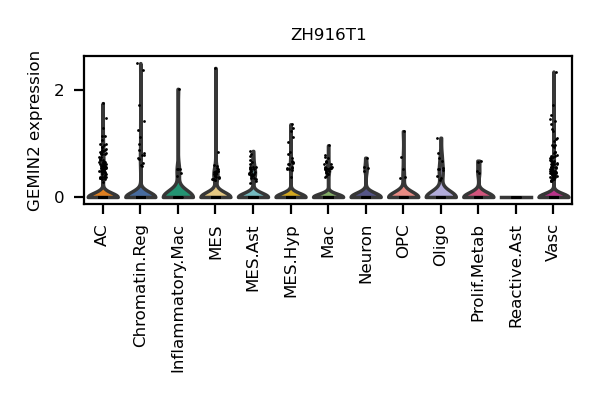 ZH916T1
GEMIN2 expression
2
0
AC
Chromatin.Reg
Inflammatory.Mac
MES
MES.Ast
MES.Hyp
Mac
Neuron
OPC
Oligo
Prolif.Metab
Reactive.Ast
Vasc